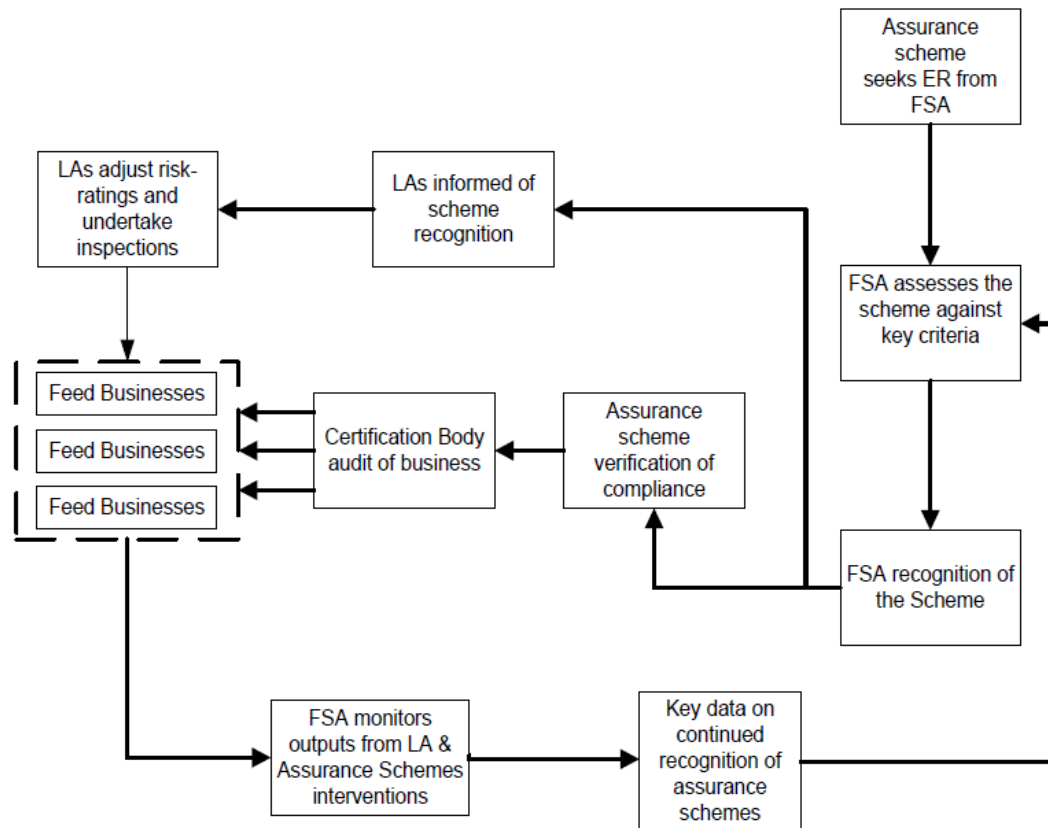 Assurance
scheme
seeks ER from
FSA
LAs adjust risk-
ratings and
undertake
inspections
LAs informed of
scheme
recognition
FSA assesses the
scheme against
key criteria
Feed Businesses
Feed Businesses
Feed Businesses
Certification Body
audit of business
Assurance
scheme
verification of
compliance
FSA recognition of
the Scheme
FSA monitors
outputs from LA &
Assurance Schemes
interventions
Key data on
continued
recognition of
assurance
schemes